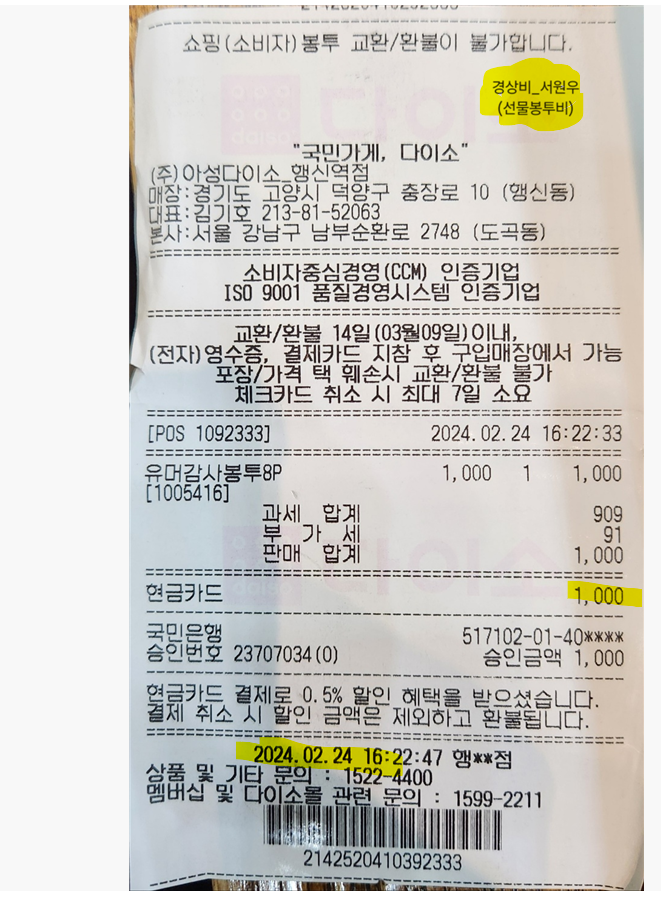 쇼핑(소비자)봉투 교환/환불이 불가합니다.
경상비_서원우
(선물봉투비)
"국민가게, 다이소"
(주)아성다이소_행신역점
매장:경기도 고양시 덕양구 충장로 10 (행신동)
대표:김기호 213-81-52063
본사:서울 강남구 남부순환로 2748 (도곡동)
소비자중심경영(CCM) 인증기업
ISO 9001 품질경영시스템 인증기업
교환/환불 14일(03월09일)이내,
(전자)영수증, 결제카드 지참 후 구입매장에서 가능
포장/가격 택 훼손시 교환/환불 불가
체크카드 취소 시 최대 7일 소요
[POS 1092333] 2024.02.24 16:22:33
유머감사봉투8P 1,000 1 1,000
[1005416]
과세 합계 909
부 가 세 91
판매 합계 1,000
현금카드 1,000
국민은행 517102-01-40****
승인번호 23707034(0) 승인금액 1,000
현금카드 결제로 0.5% 할인 혜택을 받으셨습니다.
결제 취소 시 할인 금액은 제외하고 환불됩니다.
2024.02.24 16:22:47 행**점
상품 및 기타 문의 : 1522-4400
멤버십 및 다이소몰 관련 문의 : 1599-2211
2142520410392333